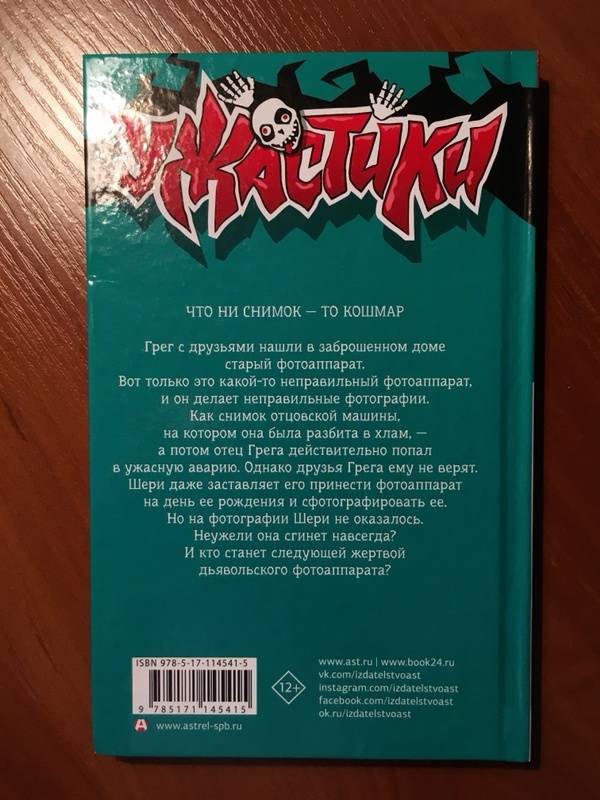 УЖАСТИКИ
ЧТО НИ СНИМОК — ТО КОШМАР
Грег с друзьями нашли в заброшенном доме
старый фотоаппарат.
Вот только это какой-то неправильный фотоаппарат,
и он делает неправильные фотографии.
Как снимок отцовской машины,
на котором она была разбита в хлам, —
а потом отец Грега действительно попал
в ужасную аварию. Однако друзья Грега ему не верят.
Шери даже заставляет его принести фотоаппарат
на день ее рождения и сфотографировать ее.
Но на фотографии Шери не оказалось.
Неужели она сгинет навсегда?
И кто станет следующей жертвой
дьявольского фотоаппарата?
ISBN 978-5-17-114541-5
9 785171 145415
www.astrel-spb.ru
12+
www.ast.ru | www.book24.ru
vk.com/izdatelstvoast
instagram.com/izdatelstvoast
facebook.com/izdatelstvoast
ok.ru/izdatelstvoast